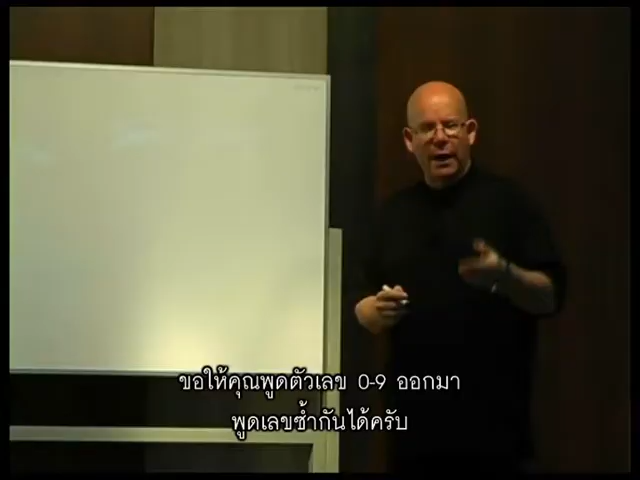 ขอให้คุณพูดตัวเลข 0-9 ออกมา
พูดเลขซ้ำกันได้ครับ